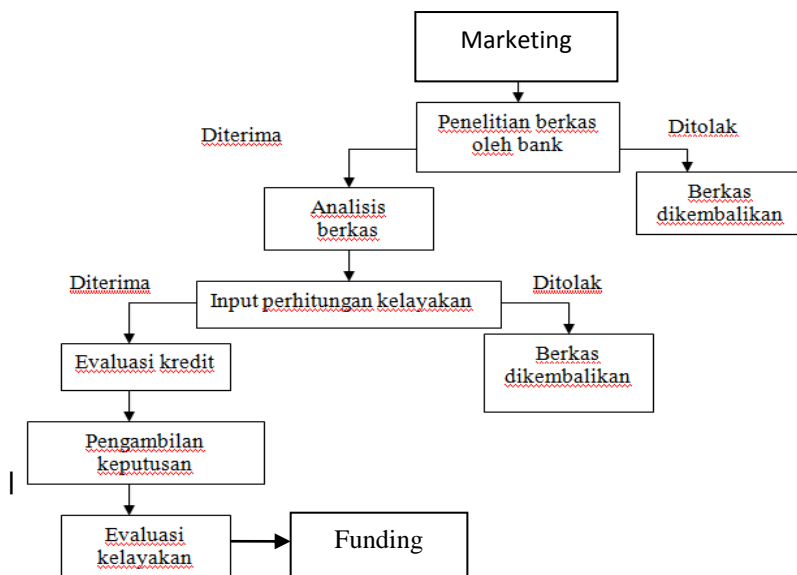 Marketing
Penelitian berkas
oleh bank
Diterima
Ditolak
Analisis
berkas
Berkas
dikembalikan
Input perhitungan kelayakan
Diterima
Ditolak
Evaluasi kredit
Berkas
dikembalikan
Pengambilan
keputusan
Evaluasi
kelayakan
Funding